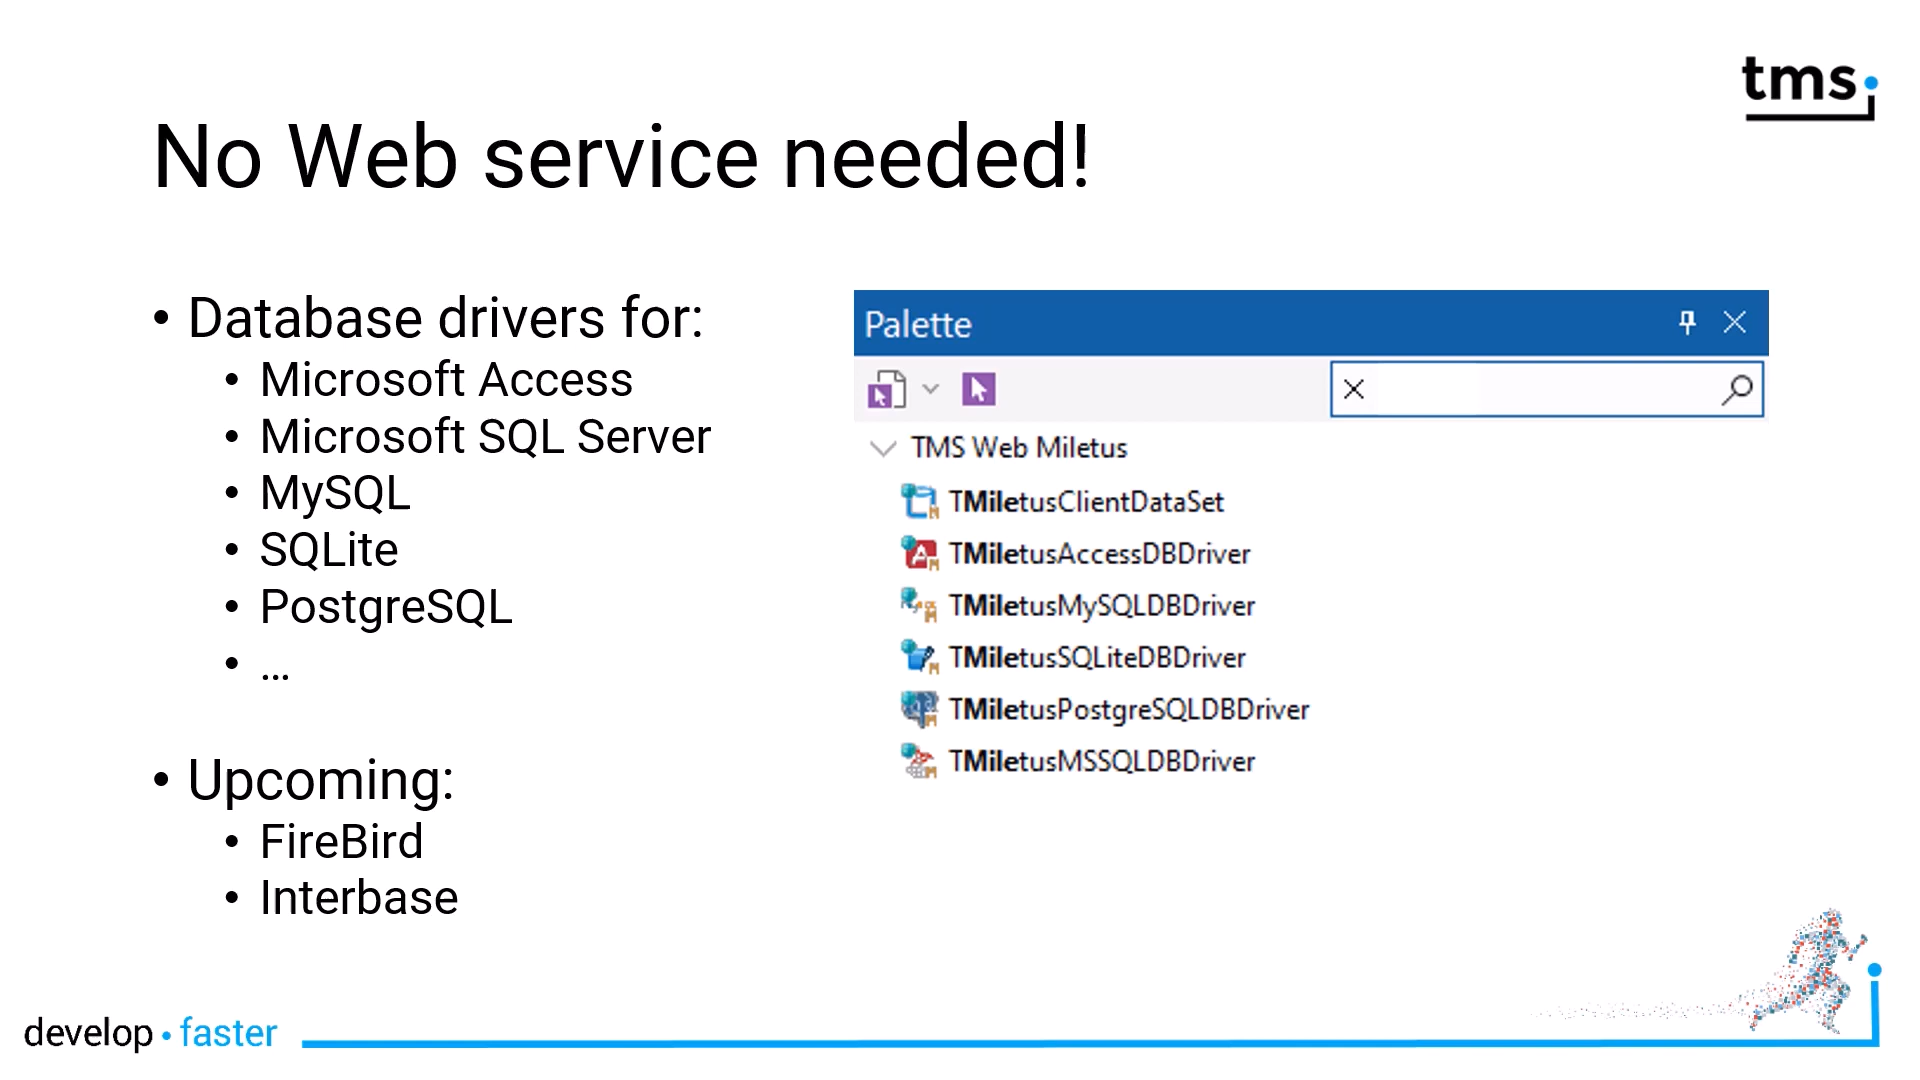 tms
No Web service needed!
• Database drivers for:
• Microsoft Access
• Microsoft SQL Server
• MySQL
• SQLite
• PostgreSQL
• ...
• Upcoming:
• FireBird
• Interbase
Palette
TMS Web Miletus
TMiletusClientDataSet
TMiletusAccessDBDriver
TMiletusMySQLDBDriver
TMiletusSQLiteDBDriver
TMiletusPostgreSQLDBDriver
TMiletusMSSQLDBDriver
develop • faster